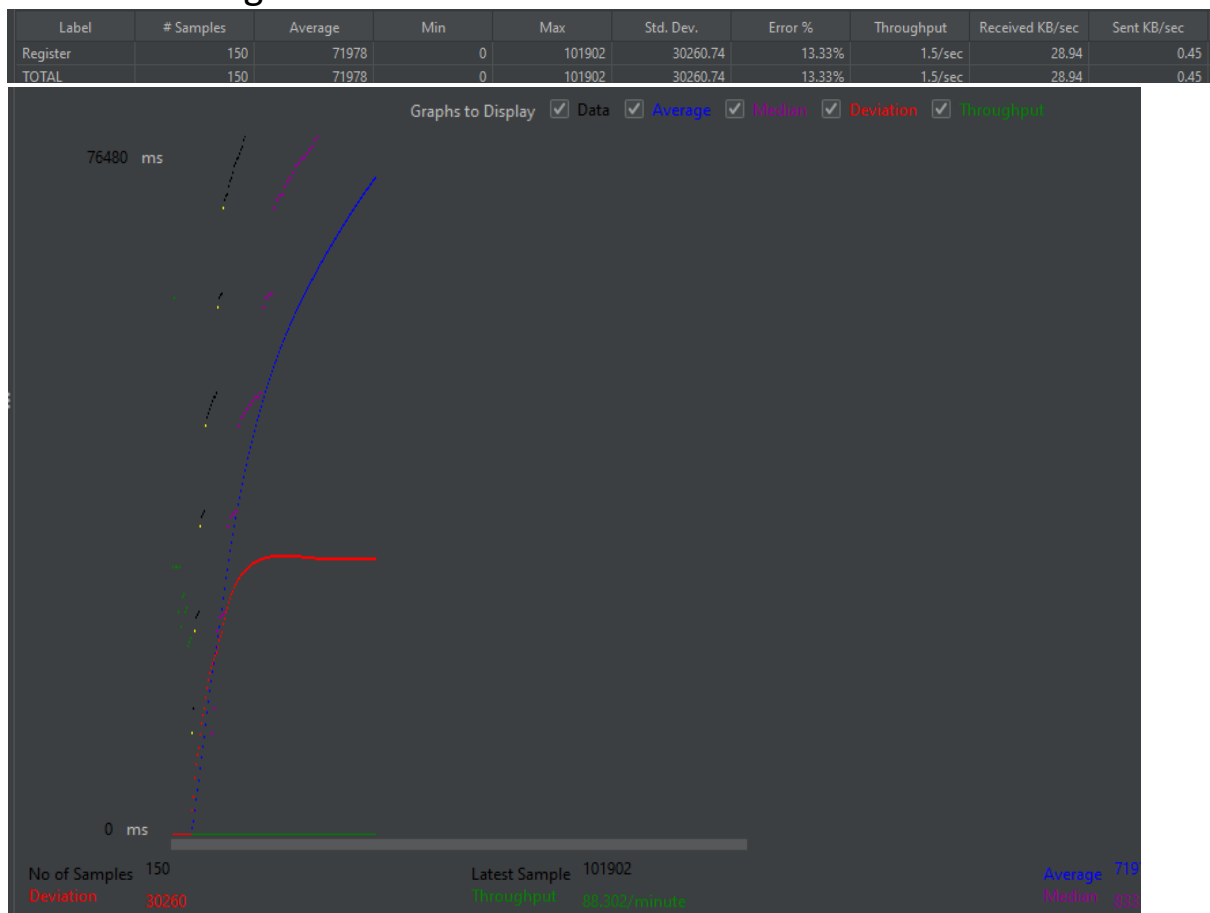 Label # Samples Average Min Max Std. Dev. Error % Throughput Received KB/sec Sent KB/sec
Register 150 71978 0 101902 30260.74 13.33% 1.5/sec 28.94 0.45
TOTAL 150 71978 0 101902 30260.74 13.33% 1.5/sec 28.94 0.45
Graphs to Display Data Average Median Deviation Throughput
76480 ms
0 ms
No of Samples 150 Latest Sample 101902 Average
Deviation 30260 Throughput 88.302/minute Median